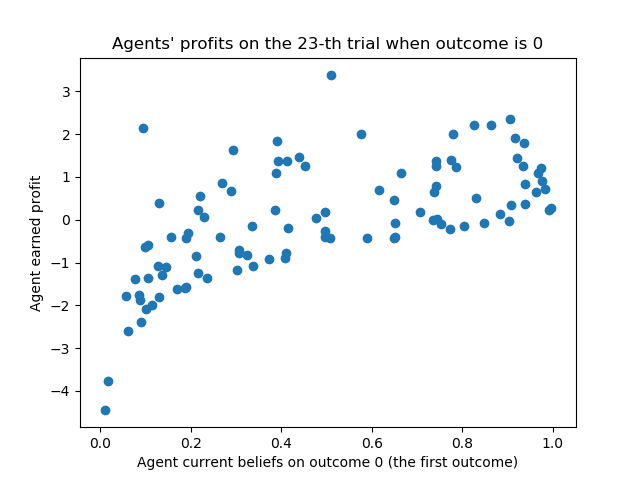 Agents' profits on the 23-th trial when outcome is 0
Agent earned profit
3
2
1
0
−1
−2
−3
−4
0.0 0.2 0.4 0.6 0.8 1.0
Agent current beliefs on outcome 0 (the first outcome)